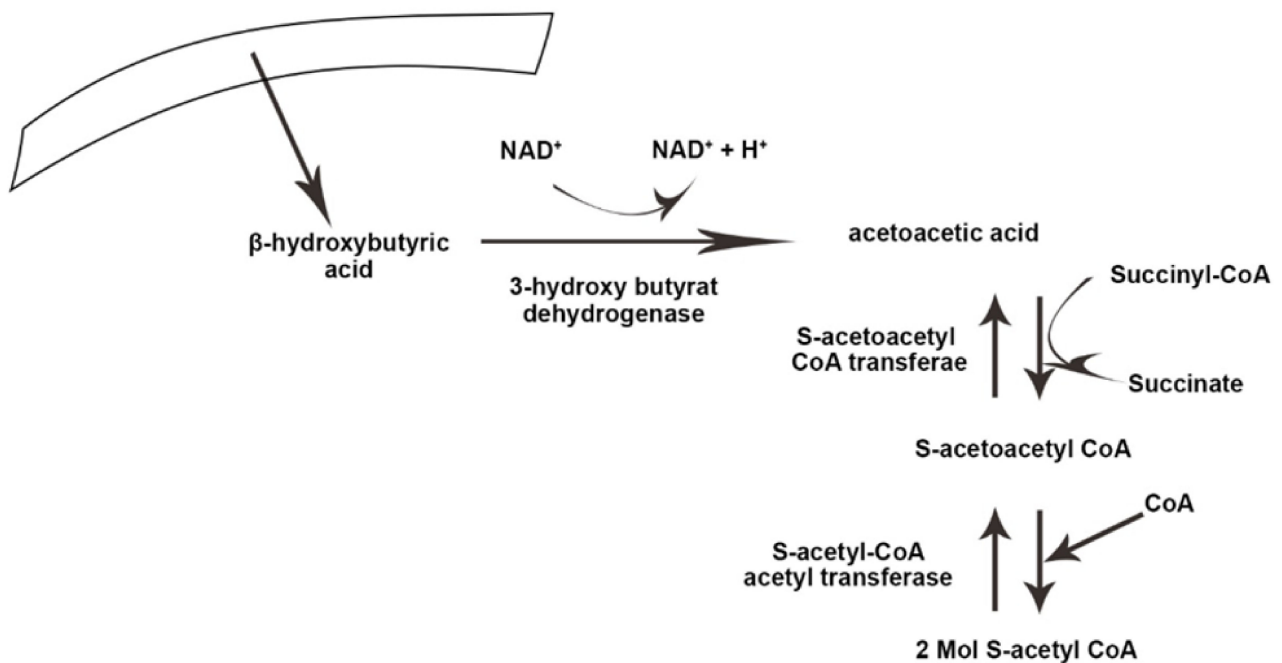 NAD⁺
NAD⁺ + H⁺
β-hydroxybutyric
acid
3-hydroxy butyrat
dehydrogenase
acetoacetic acid
Succinyl-CoA
S-acetoacetyl
CoA transferae
Succinate
S-acetoacetyl CoA
CoA
S-acetyl-CoA
acetyl transferase
2 Mol S-acetyl CoA